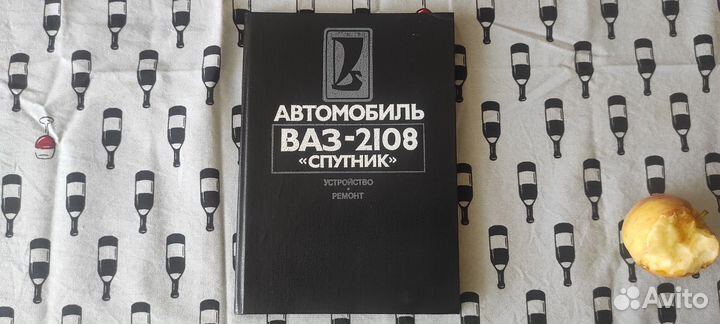 АВТОМОБИЛЬ
ВАЗ-2108
«СПУТНИК»
УСТРОЙСТВО
•
РЕМОНТ
Avito